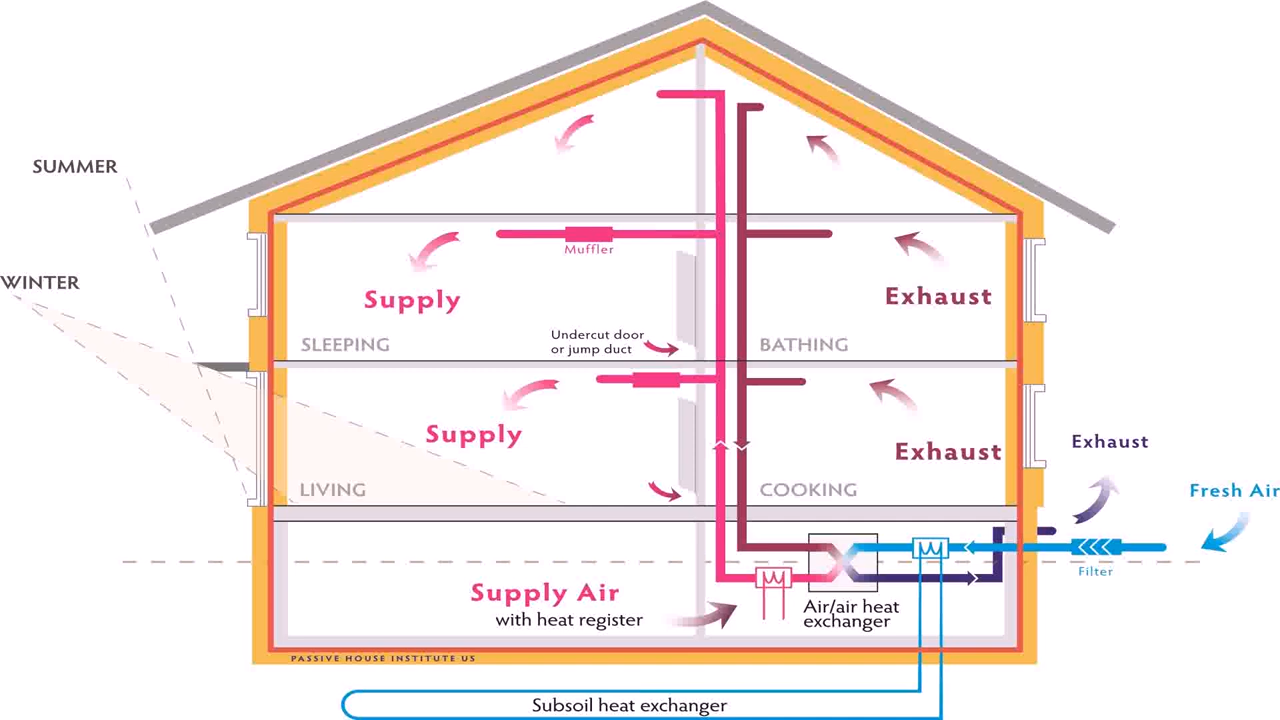 SUMMER
WINTER
Muffler
Supply
Exhaust
Undercut door
or jump duct
SLEEPING
BATHING
Supply
Exhaust
Exhaust
LIVING
COOKING
Fresh Air
Filter
Supply Air
with heat register
Air/air heat
exchanger
PASSIVE HOUSE INSTITUTE US
Subsoil heat exchanger